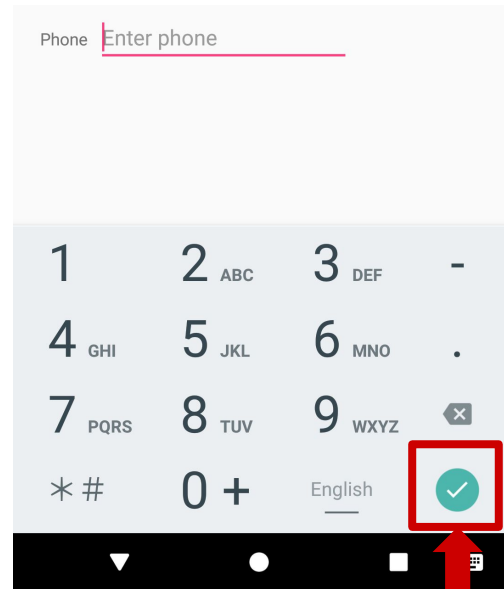 Phone Enter phone
1 2 ABC 3 DEF -
4 GHI 5 JKL 6 MNO .
7 PQRS 8 TUV 9 WXYZ
*# 0 + English